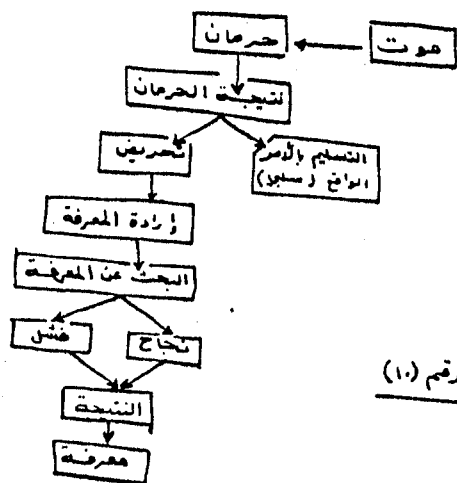 موت
حرمان
نتيجة الحرمان
تحريض
التسليم بالأمر
الواقع (سلبي)
إرادة المعرفة
البحث عن المعرفة
نجاح
فشل
النتيجة
معرفة
رقم (١٠)